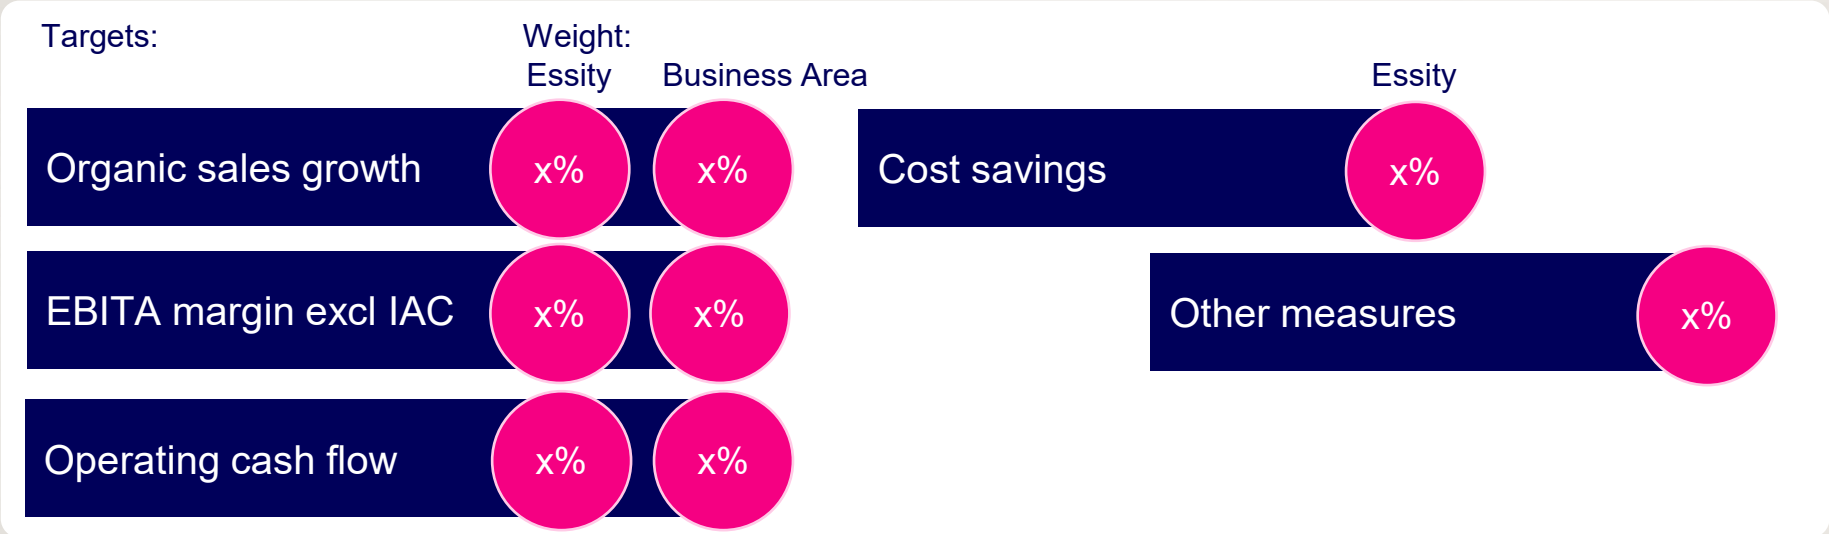 Targets:
Weight:
Essity
Business Area
Essity
Organic sales growth
x%
x%
Cost savings
x%
EBITA margin excl IAC
x%
x%
Other measures
x%
Operating cash flow
x%
x%